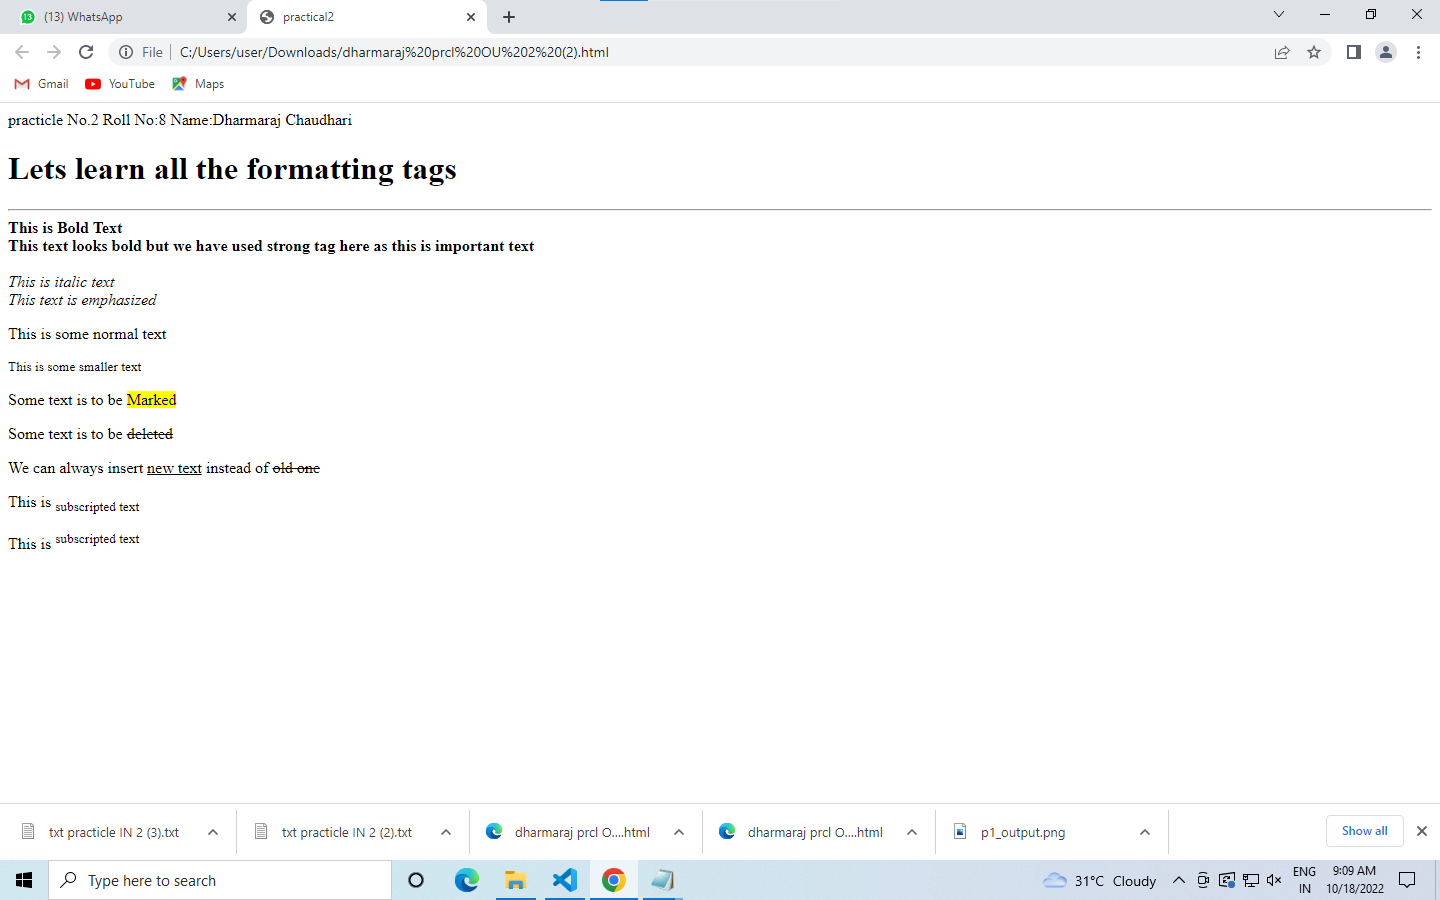 (13) WhatsApp
practical2
File
C:/Users/user/Downloads/dharmaraj%20prcl%20OU%202%20(2).html
Gmail
YouTube
Maps
practicle No.2 Roll No:8 Name:Dharmaraj Chaudhari
Lets learn all the formatting tags
This is Bold Text
This text looks bold but we have used strong tag here as this is important text
This is italic text
This text is emphasized
This is some normal text
This is some smaller text
Some text is to be Marked
Some text is to be deleted
We can always insert new text instead of old one
This is subscripted text
This is subscripted text
txt practicle IN 2 (3).txt
txt practicle IN 2 (2).txt
dharmaraj prcl O....html
dharmaraj prcl O....html
p1_output.png
Show all
Type here to search
31°C Cloudy
ENG
IN
9:09 AM
10/18/2022